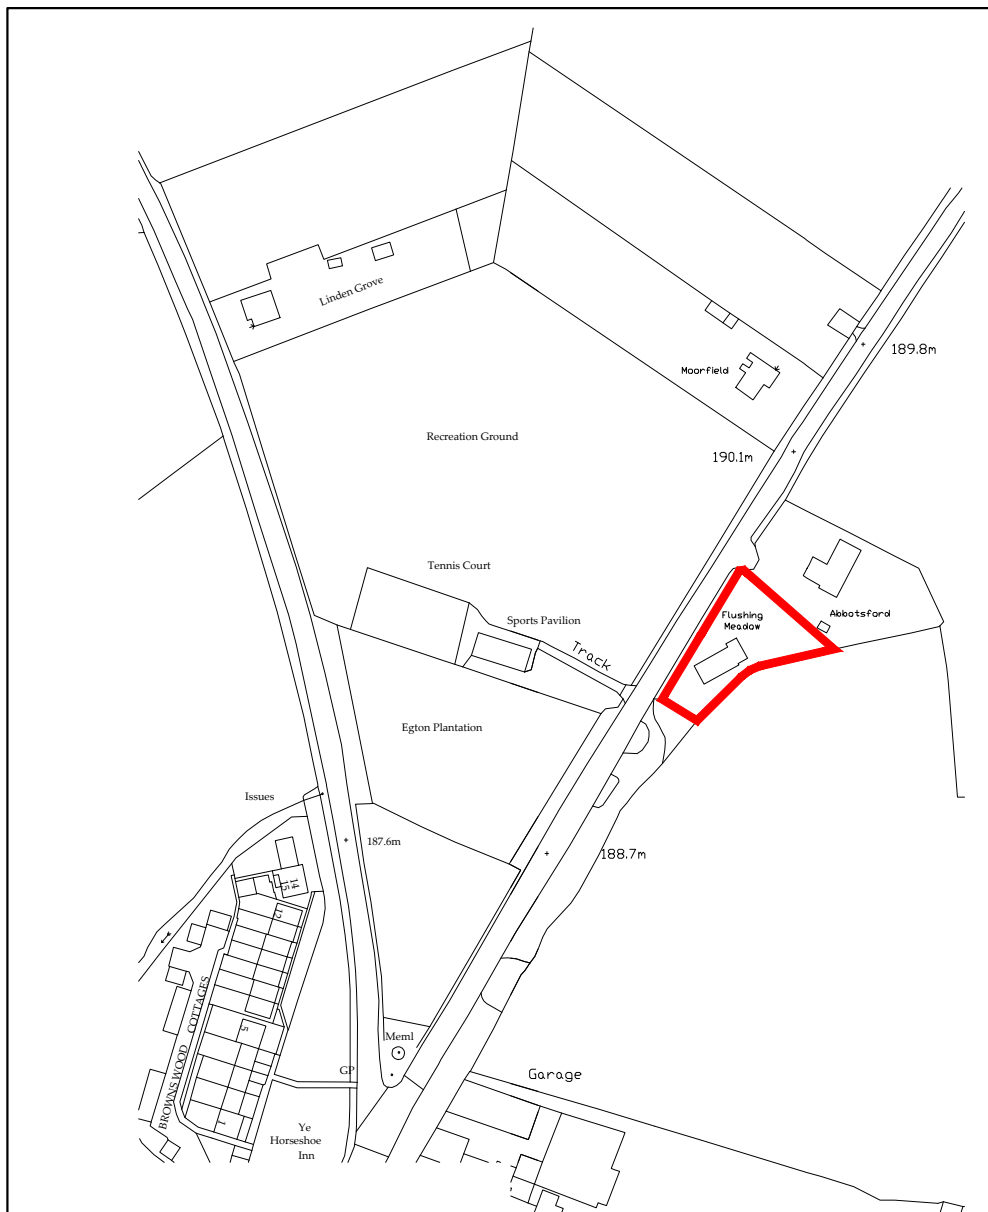 Linden Grove
189.8m
Moorfield
Recreation Ground
190.1m
Tennis Court
Sports Pavilion
Flushing
Meadow
Abbotsford
Track
Egton Plantation
Issues
187.6m
188.7m
14
15
12
BROWN'S WOOD COTTAGES
5
Meml
GP
Garage
1
Ye
Horseshoe
Inn